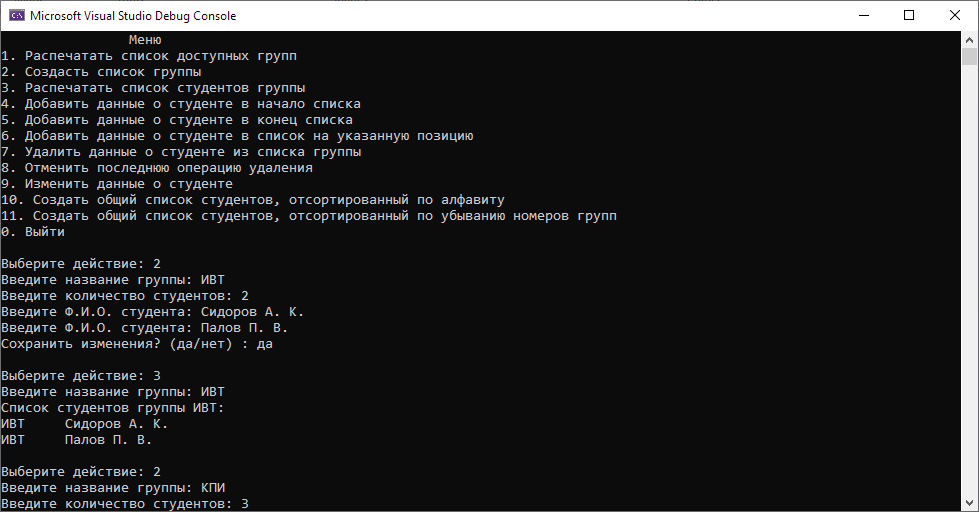 Microsoft Visual Studio Debug Console
Меню
1. Распечатать список доступных групп
2. Создасть список группы
3. Распечатать список студентов группы
4. Добавить данные о студенте в начало списка
5. Добавить данные о студенте в конец списка
6. Добавить данные о студенте в список на указанную позицию
7. Удалить данные о студенте из списка группы
8. Отменить последнюю операцию удаления
9. Изменить данные о студенте
10. Создать общий список студентов, отсортированный по алфавиту
11. Создать общий список студентов, отсортированный по убыванию номеров групп
0. Выйти
Выберите действие: 2
Введите название группы: ИВТ
Введите количество студентов: 2
Введите Ф.И.О. студента: Сидоров А. К.
Введите Ф.И.О. студента: Палов П. В.
Сохранить изменения? (да/нет) : да
Выберите действие: 3
Введите название группы: ИВТ
Список студентов группы ИВТ:
ИВТ Сидоров А. К.
ИВТ Палов П. В.
Выберите действие: 2
Введите название группы: КПИ
Введите количество студентов: 3